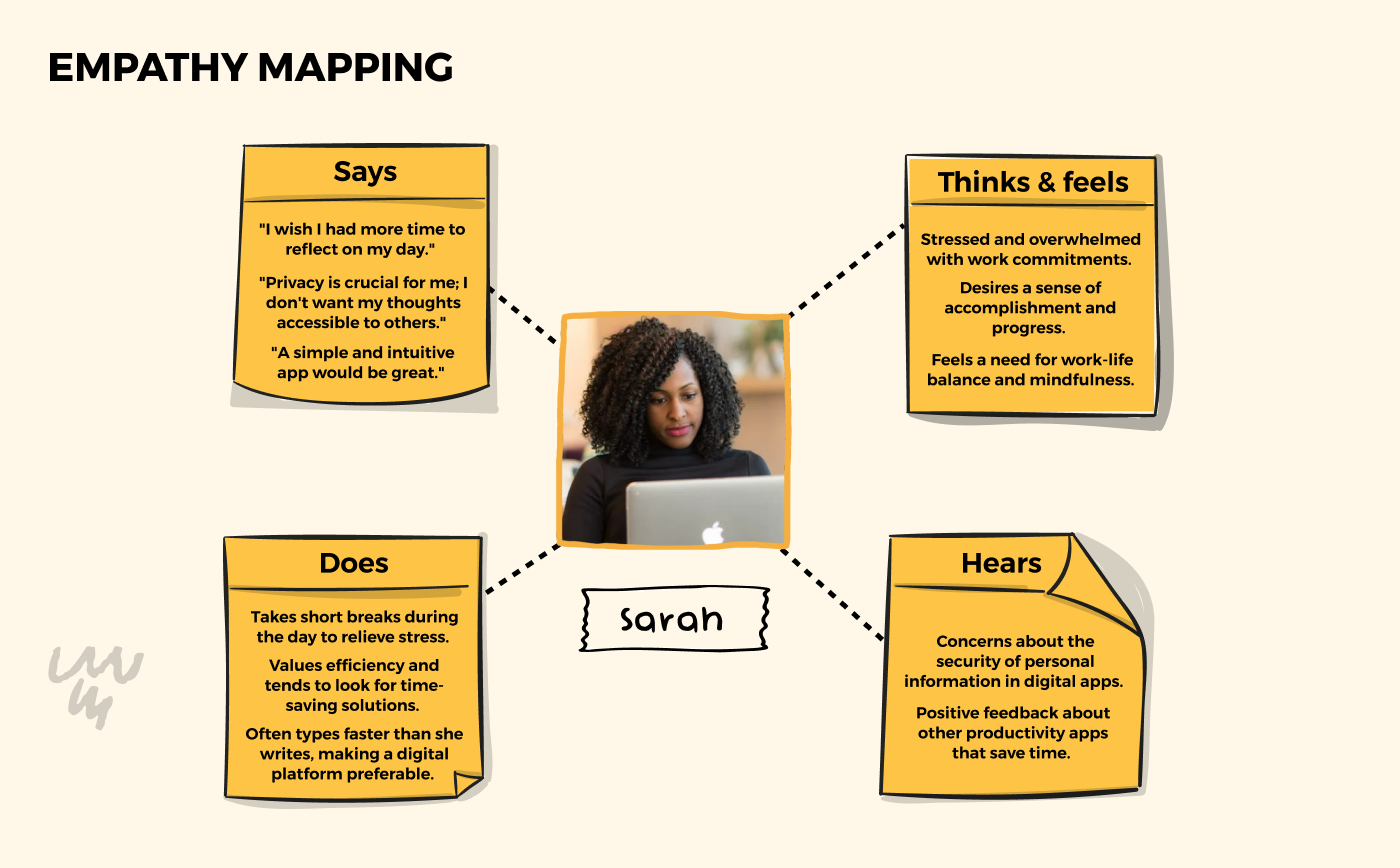 EMPATHY MAPPING
Says
"I wish I had more time to
reflect on my day."
"Privacy is crucial for me; I
don't want my thoughts
accessible to others."
"A simple and intuitive
app would be great."
Thinks & feels
Stressed and overwhelmed
with work commitments.
Desires a sense of
accomplishment and
progress.
Feels a need for work-life
balance and mindfulness.
Does
Takes short breaks during
the day to relieve stress.
Values efficiency and
tends to look for time-
saving solutions.
Often types faster than she
writes, making a digital
platform preferable.
Sarah
Hears
Concerns about the
security of personal
information in digital apps.
Positive feedback about
other productivity apps
that save time.